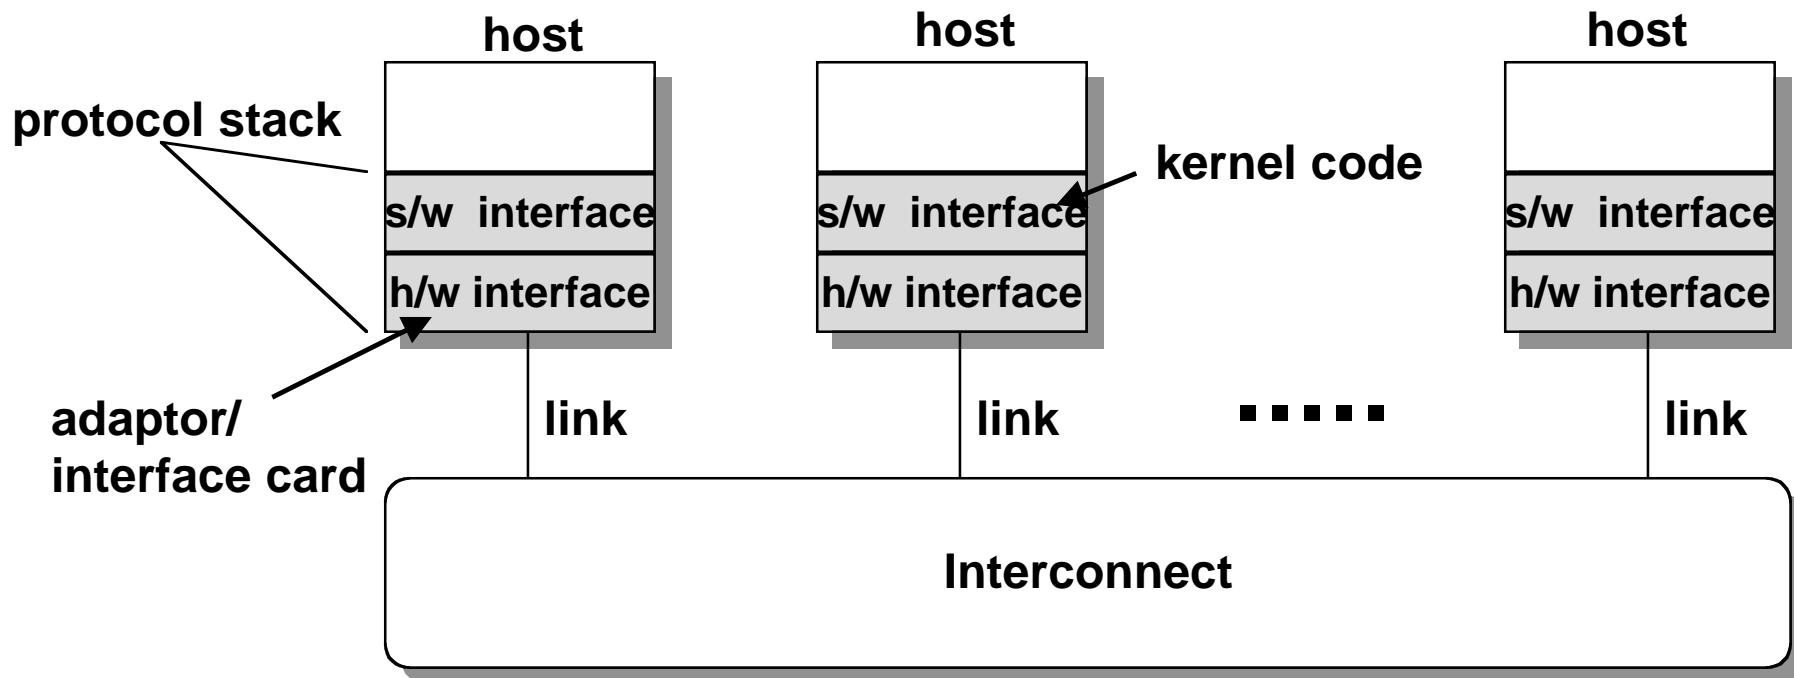 host
host
host
protocol stack
kernel code
s/w interface
s/w interface
s/w interface
h/w interface
h/w interface
h/w interface
adaptor/
interface card
link
link
link
Interconnect